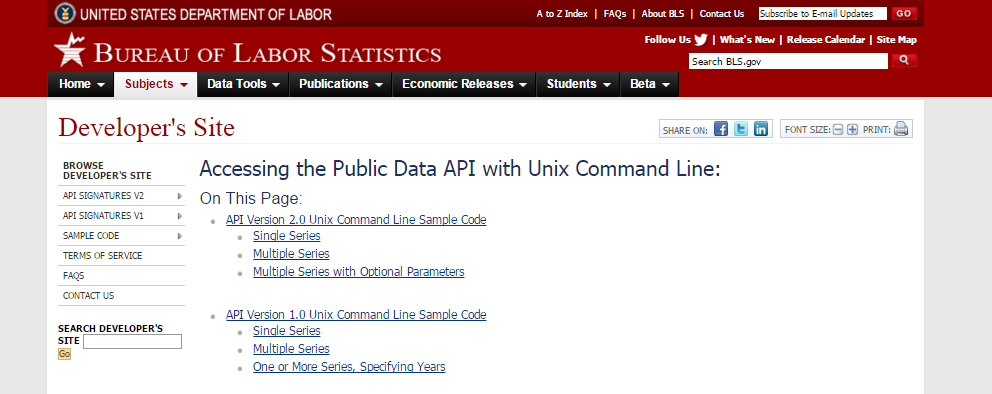 UNITED STATES DEPARTMENT OF LABOR
A to Z Index | FAQs | About BLS | Contact Us Subscribe to E-mail Updates GO
Follow Us | What's New | Release Calendar | Site Map
BUREAU OF LABOR STATISTICS
Search BLS.gov
Home Subjects Data Tools Publications Economic Releases Students Beta
Developer's Site
SHARE ON: FONT SIZE: PRINT:
BROWSE
DEVELOPER'S SITE
API SIGNATURES V2
API SIGNATURES V1
SAMPLE CODE
TERMS OF SERVICE
FAQS
CONTACT US
SEARCH DEVELOPER'S
SITE
Go
Accessing the Public Data API with Unix Command Line:
On This Page:
API Version 2.0 Unix Command Line Sample Code
Single Series
Multiple Series
Multiple Series with Optional Parameters
API Version 1.0 Unix Command Line Sample Code
Single Series
Multiple Series
One or More Series, Specifying Years